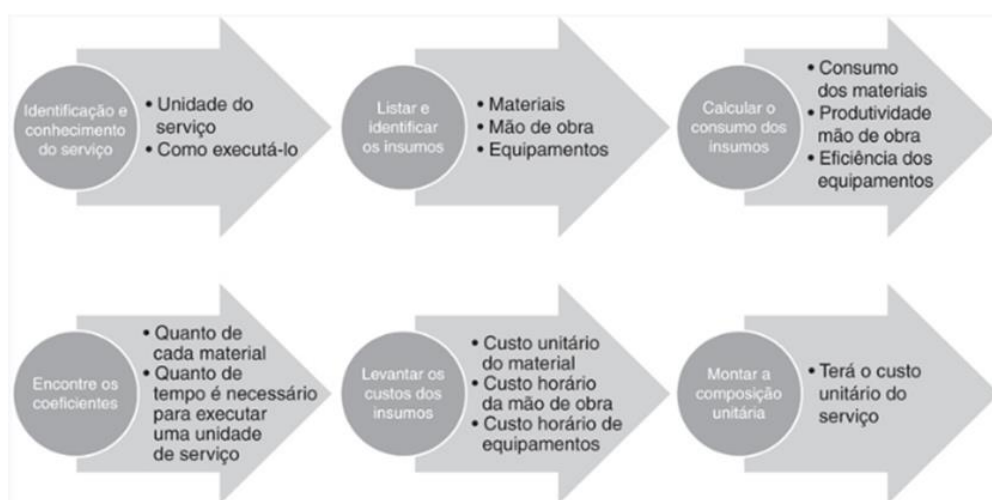 Identificação e
conhecimento
do serviço
• Unidade do
serviço
• Como executá-lo
Listar e
identificar
os insumos
• Materiais
• Mão de obra
• Equipamentos
Calcular o
consumo dos
insumos
• Consumo
dos materiais
• Produtividade
mão de obra
• Eficiência dos
equipamentos
Encontre os
coeficientes
• Quanto de
cada material
• Quanto de
tempo é necessário
para executar
uma unidade
de serviço
Levantar os
custos dos
insumos
• Custo unitário
do material
• Custo horário
da mão de obra
• Custo horário de
equipamentos
Montar a
composição
unitária
• Terá o custo
unitário do
serviço